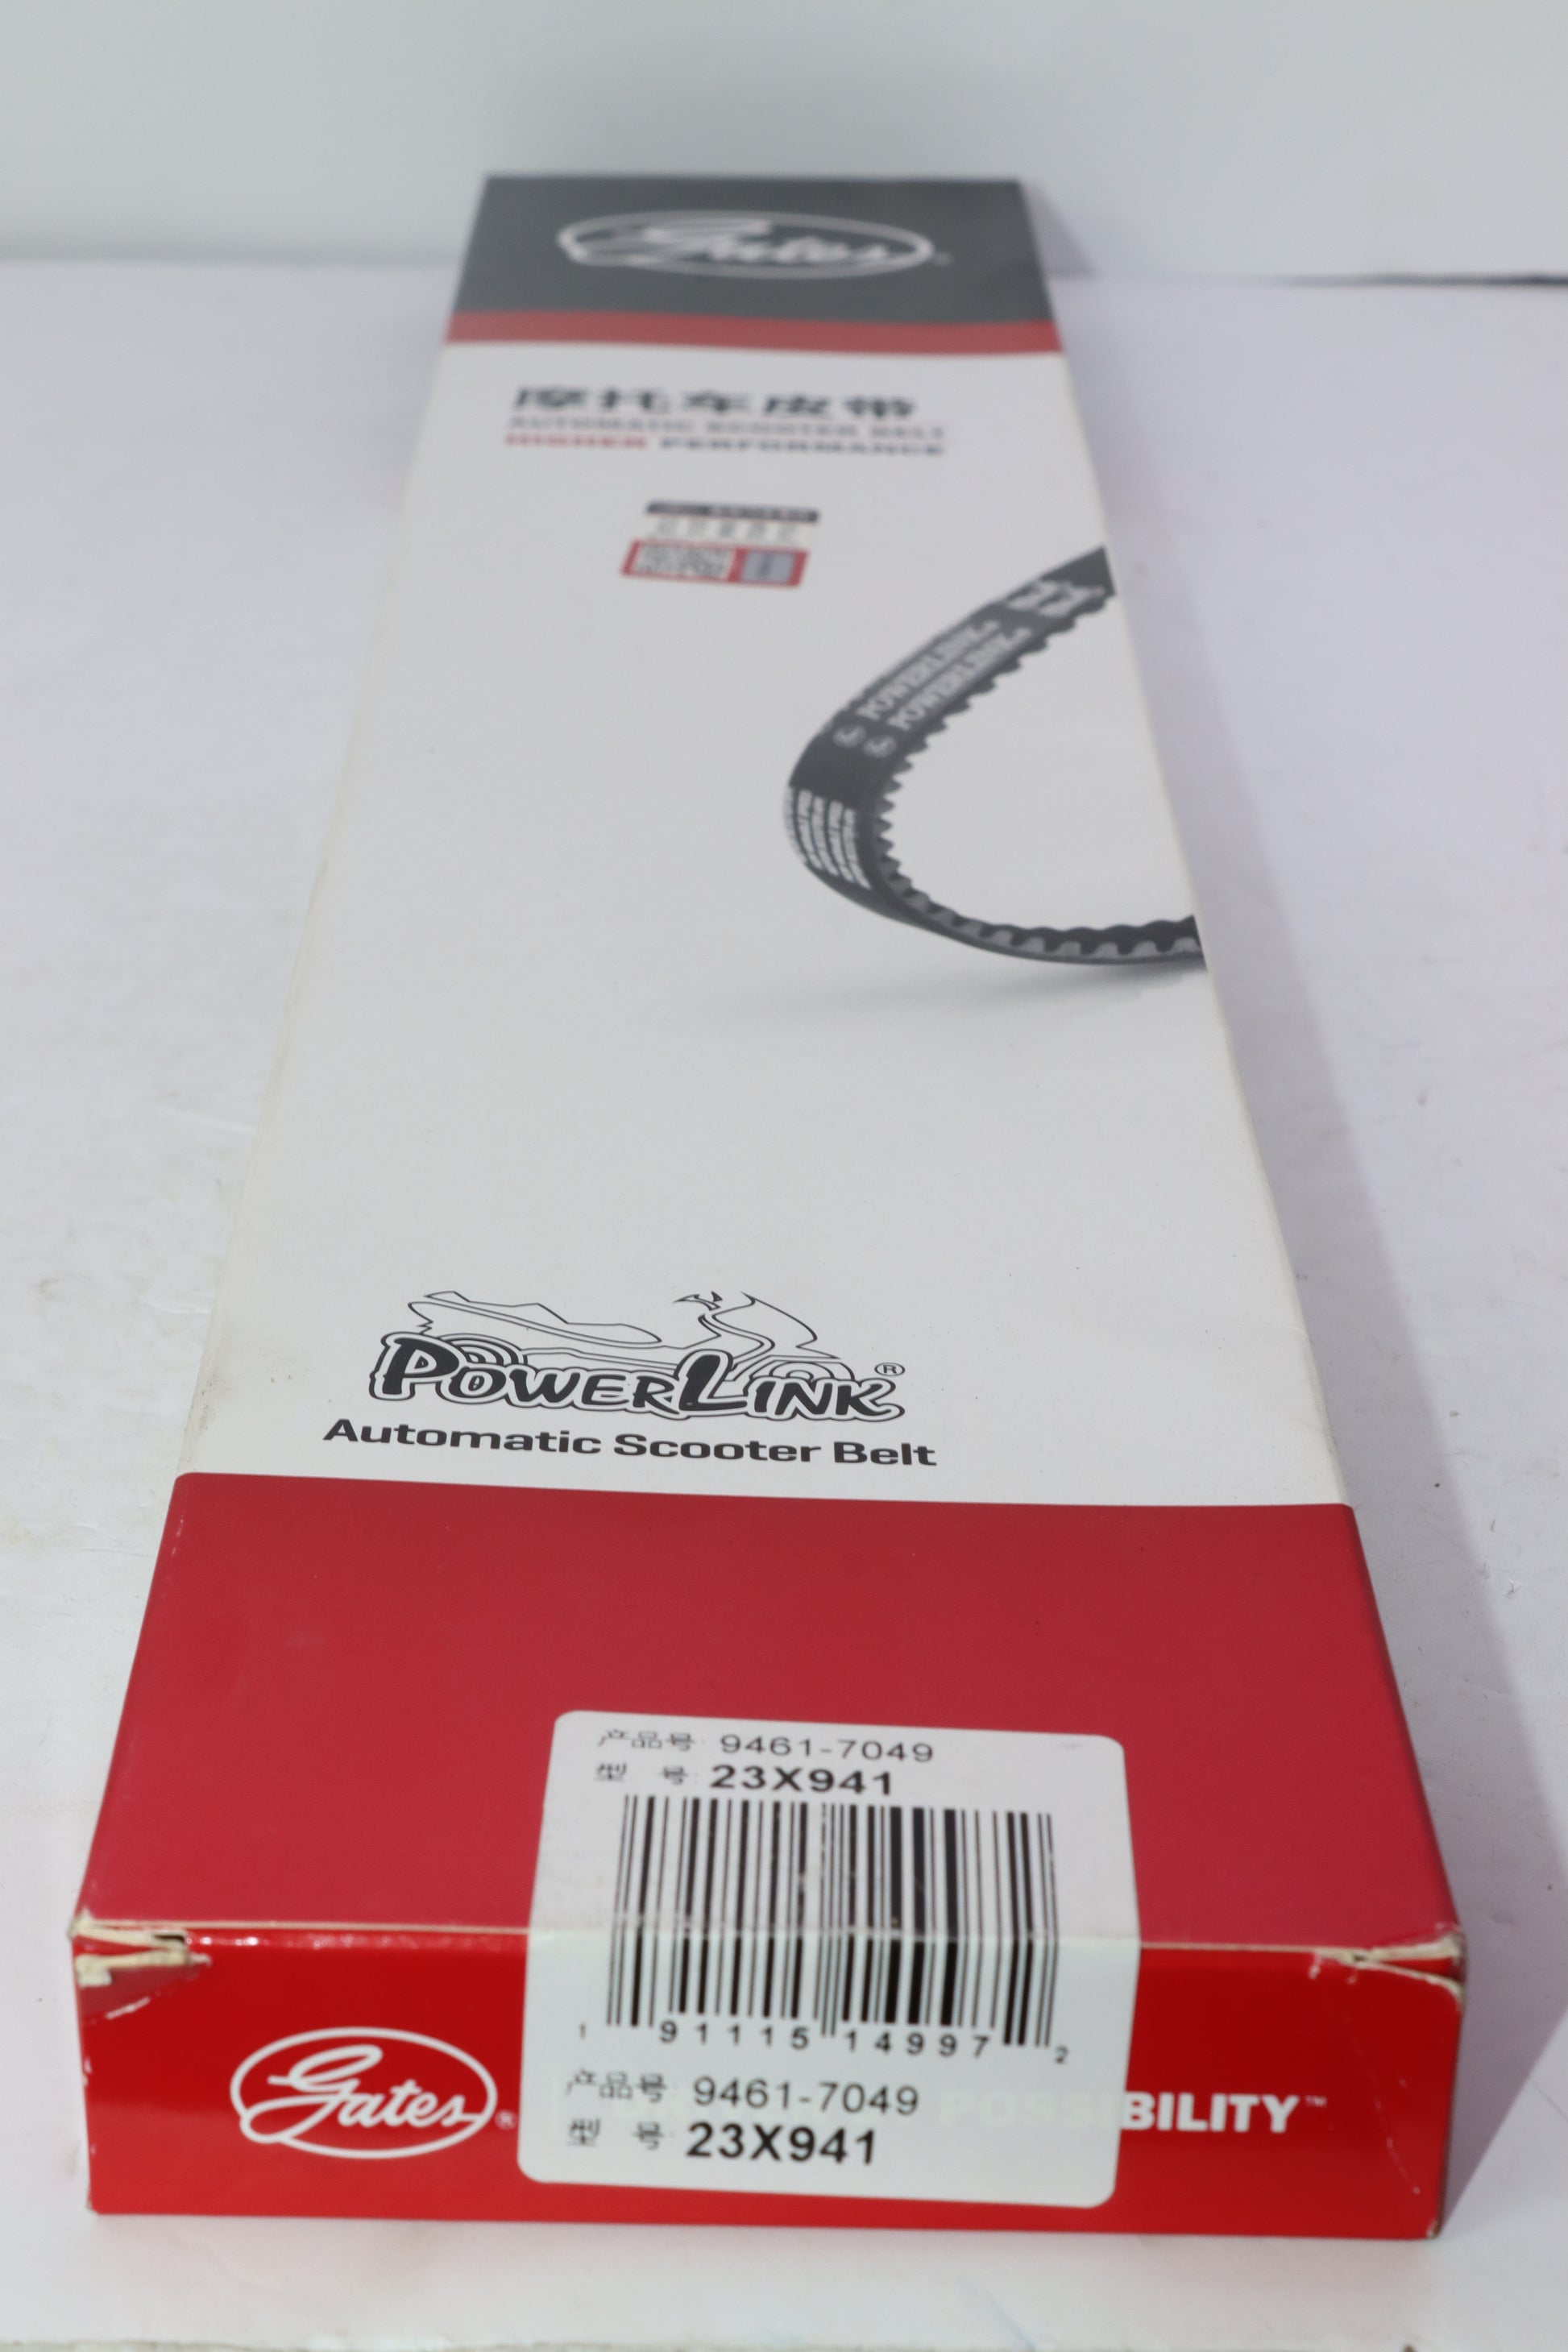 Gates
摩托车皮带
AUTOMATIC SCOOTER BELT
HIGHER PERFORMANCE
POWERLINK®
POWERLINK®
POWERLINK®
Automatic Scooter Belt
产品号: 9461-7049
型 号: 23X941
1 91115 14997 2
产品号: 9461-7049
型 号: 23X941
Gates® POSSIBILITY™